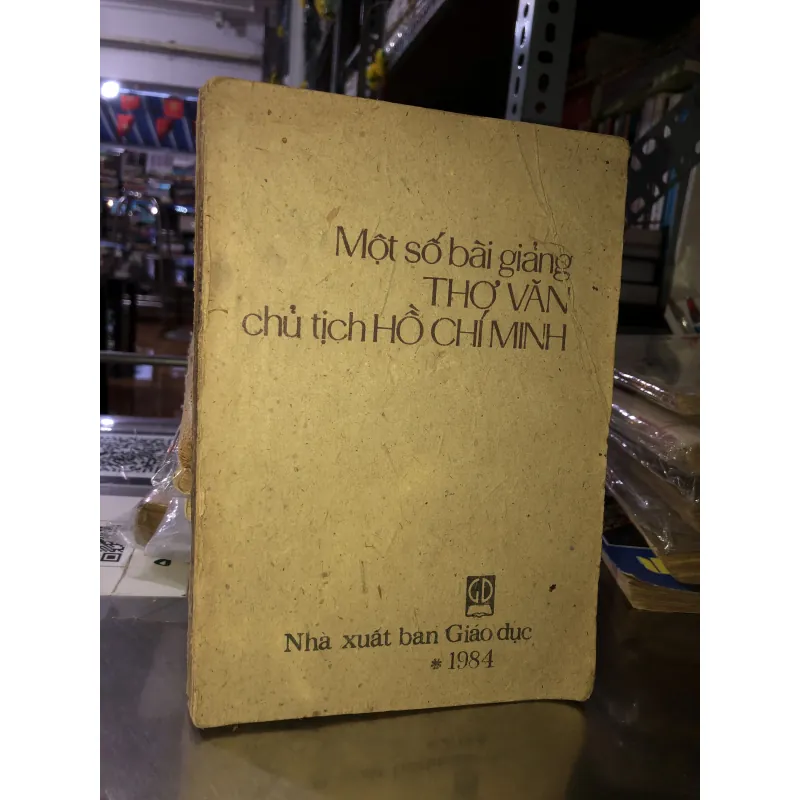 Một số bài giảng
THƠ VĂN
chủ tịch HỒ CHÍ MINH
GD
Nhà xuất bản Giáo dục
* 1984